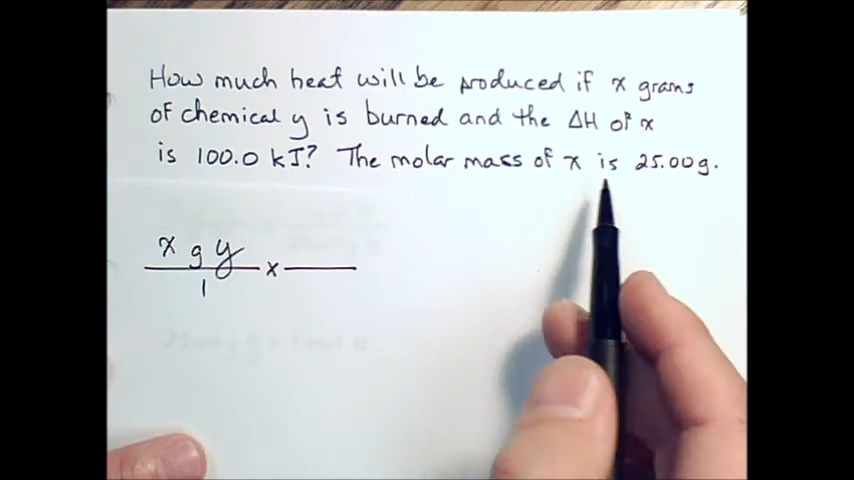 How much heat will be produced if x grams
of chemical y is burned and the ΔH of x
is 100.0 kJ? The molar mass of x is 25.00g.
x g y
x
1